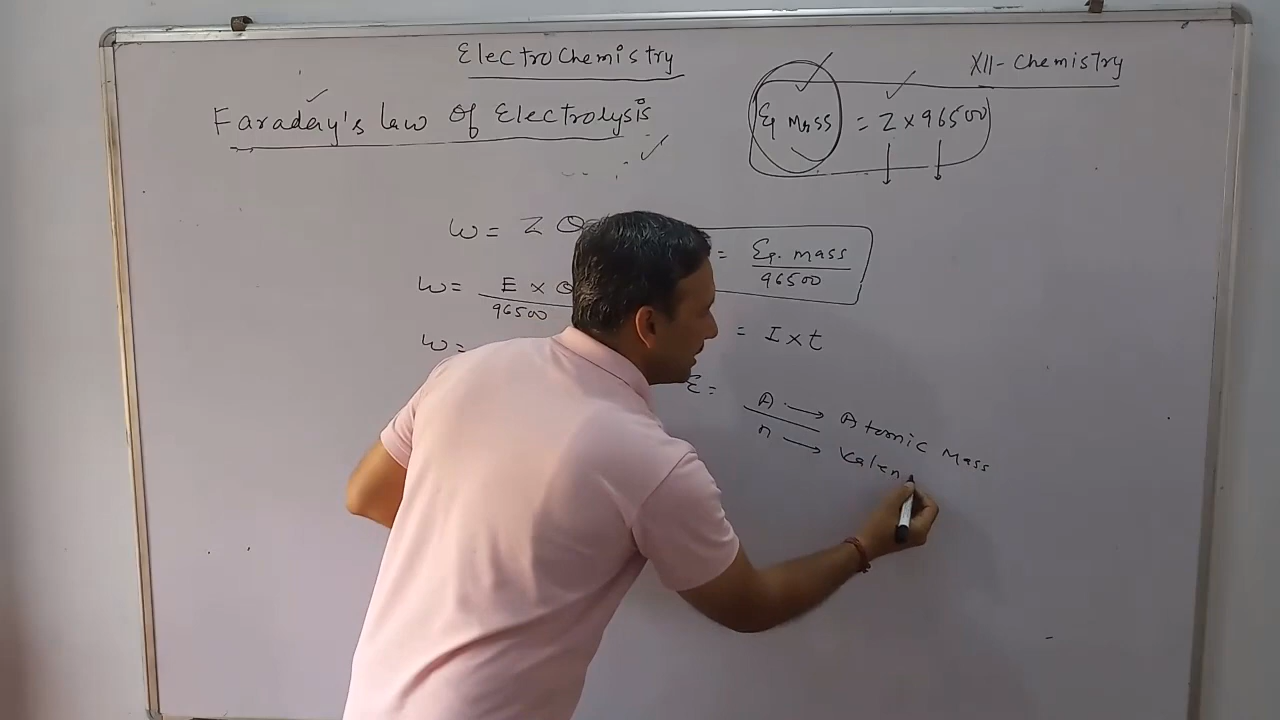 ElectroChemistry
XII-Chemistry
Faraday's law of Electrolysis
Eq Mass = Z x 96500
W = Z Q
= Eq. mass
96500
W = E x Q
96500
= I x t
W =
E =
A → Atomic Mass
n → Valen